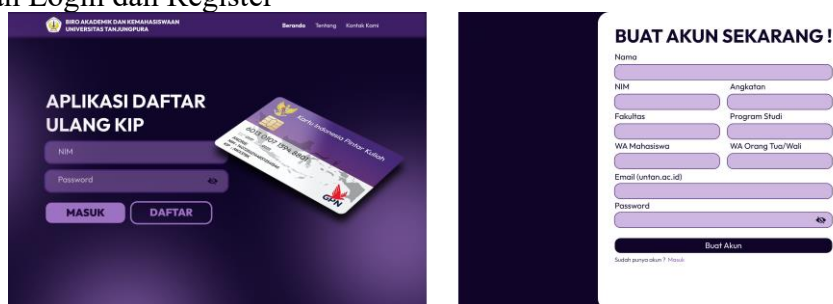 an Login dan Register
BIRO AKADEMIK DAN KEMAHASISWAAN
UNIVERSITAS TANJUNGPURA
Beranda Tentang Kontak Kami
APLIKASI DAFTAR
ULANG KIP
NIM
Password
MASUK DAFTAR
Kartu Indonesia Pintar Kuliah
GPN
BUAT AKUN SEKARANG !
Nama
NIM Angkatan
Fakultas Program Studi
WA Mahasiswa WA Orang Tua/Wali
Email (untan.ac.id)
Password
Buat Akun
Sudah punya akun ? Masuk